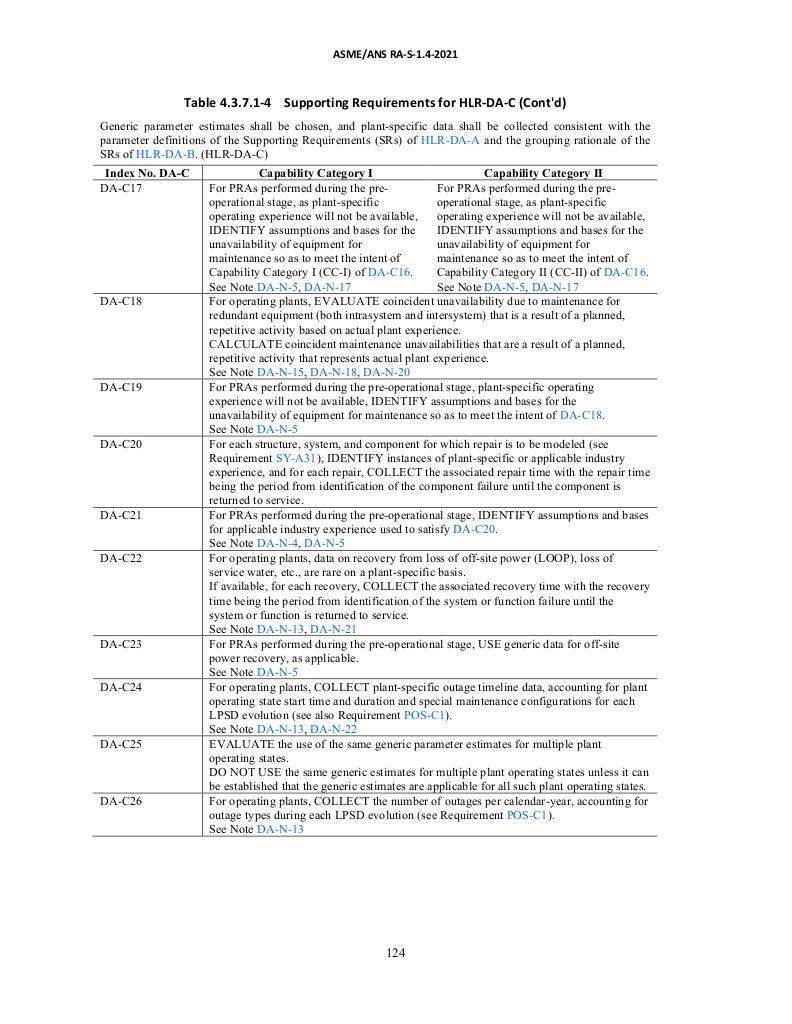 ASME/ANS RA-S-1.4-2021
Table 4.3.7.1-4 Supporting Requirements for HLR-DA-C (Cont'd)
Generic parameter estimates shall be chosen, and plant-specific data shall be collected consistent with the
parameter definitions of the Supporting Requirements (SRs) of HLR-DA-A and the grouping rationale of the
SRs of HLR-DA-B. (HLR-DA-C)
Index No. DA-C Capability Category I Capability Category II
DA-C17
For PRAs performed during the pre-
operational stage, as plant-specific
operating experience will not be available,
IDENTIFY assumptions and bases for the
unavailability of equipment for
maintenance so as to meet the intent of
Capability Category I (CC-I) of DA-C16.
See Note DA-N-5, DA-N-17
For PRAs performed during the pre-
operational stage, as plant-specific
operating experience will not be available,
IDENTIFY assumptions and bases for the
unavailability of equipment for
maintenance so as to meet the intent of
Capability Category II (CC-II) of DA-C16.
See Note DA-N-5, DA-N-17
DA-C18
For operating plants, EVALUATE coincident unavailability due to maintenance for
redundant equipment (both intrasystem and intersystem) that is a result of a planned,
repetitive activity based on actual plant experience.
CALCULATE coincident maintenance unavailabilities that are a result of a planned,
repetitive activity that represents actual plant experience.
See Note DA-N-15, DA-N-18, DA-N-20
DA-C19
For PRAs performed during the pre-operational stage, plant-specific operating
experience will not be available, IDENTIFY assumptions and bases for the
unavailability of equipment for maintenance so as to meet the intent of DA-C18.
See Note DA-N-5
DA-C20
For each structure, system, and component for which repair is to be modeled (see
Requirement SY-A31), IDENTIFY instances of plant-specific or applicable industry
experience, and for each repair, COLLECT the associated repair time with the repair time
being the period from identification of the component failure until the component is
returned to service.
DA-C21
For PRAs performed during the pre-operational stage, IDENTIFY assumptions and bases
for applicable industry experience used to satisfy DA-C20.
See Note DA-N-4, DA-N-5
DA-C22
For operating plants, data on recovery from loss of off-site power (LOOP), loss of
service water, etc., are rare on a plant-specific basis.
If available, for each recovery, COLLECT the associated recovery time with the recovery
time being the period from identification of the system or function failure until the
system or function is returned to service.
See Note DA-N-13, DA-N-21
DA-C23
For PRAs performed during the pre-operational stage, USE generic data for off-site
power recovery, as applicable.
See Note DA-N-5
DA-C24
For operating plants, COLLECT plant-specific outage timeline data, accounting for plant
operating state start time and duration and special maintenance configurations for each
LPSD evolution (see also Requirement POS-C1).
See Note DA-N-13, DA-N-22
DA-C25
EVALUATE the use of the same generic parameter estimates for multiple plant
operating states.
DO NOT USE the same generic estimates for multiple plant operating states unless it can
be established that the generic estimates are applicable for all such plant operating states.
DA-C26
For operating plants, COLLECT the number of outages per calendar-year, accounting for
outage types during each LPSD evolution (see Requirement POS-C1).
See Note DA-N-13
124